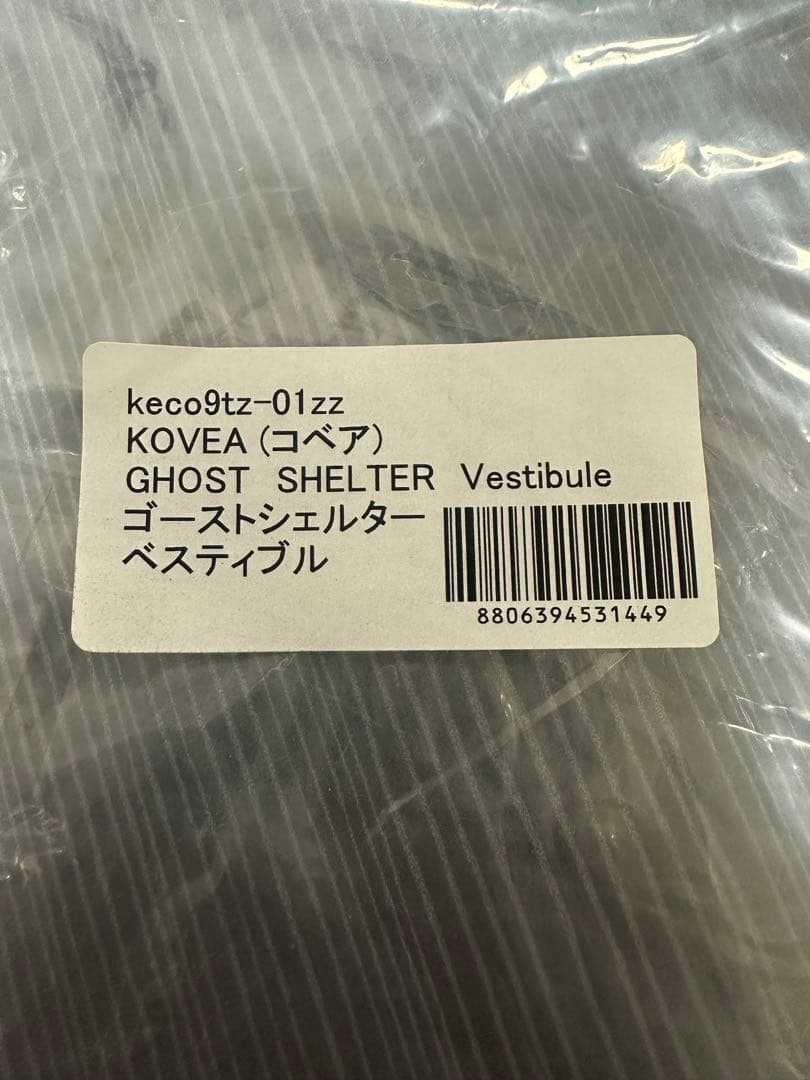 keco9tz-01zz
KOVEA (コベア)
GHOST SHELTER Vestibule
ゴーストシェルター
ベスティブル
8806394531449